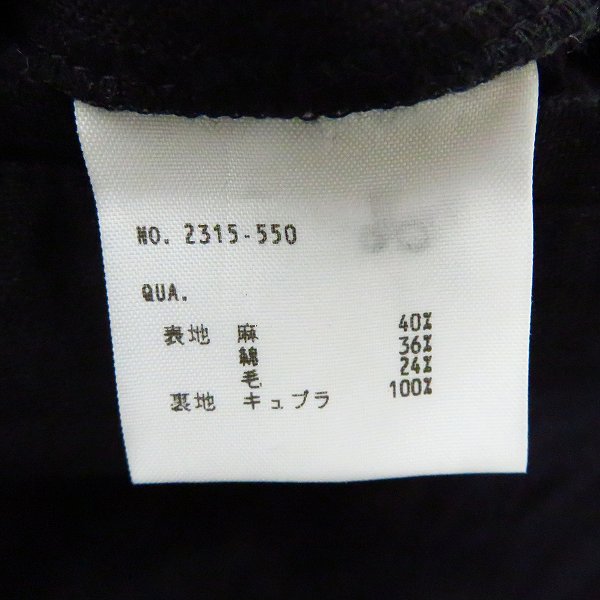 NO. 2315-550
QUA.
表地 麻 40%
綿 36%
毛 24%
裏地 キュプラ 100%